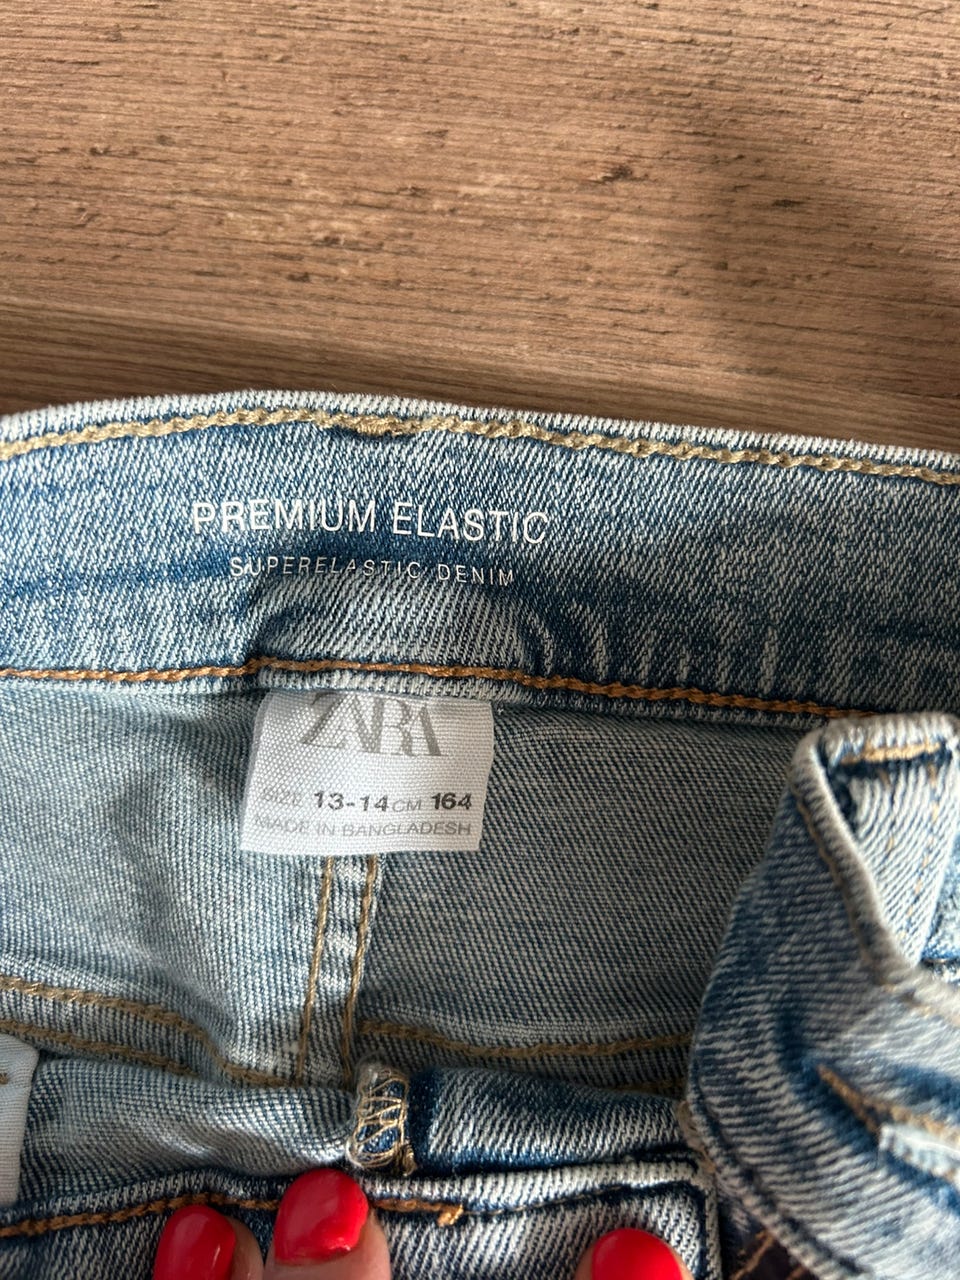 PREMIUM ELASTIC
SUPERELASTIC DENIM
ZARA
SIZE 13-14 CM 164
MADE IN BANGLADESH